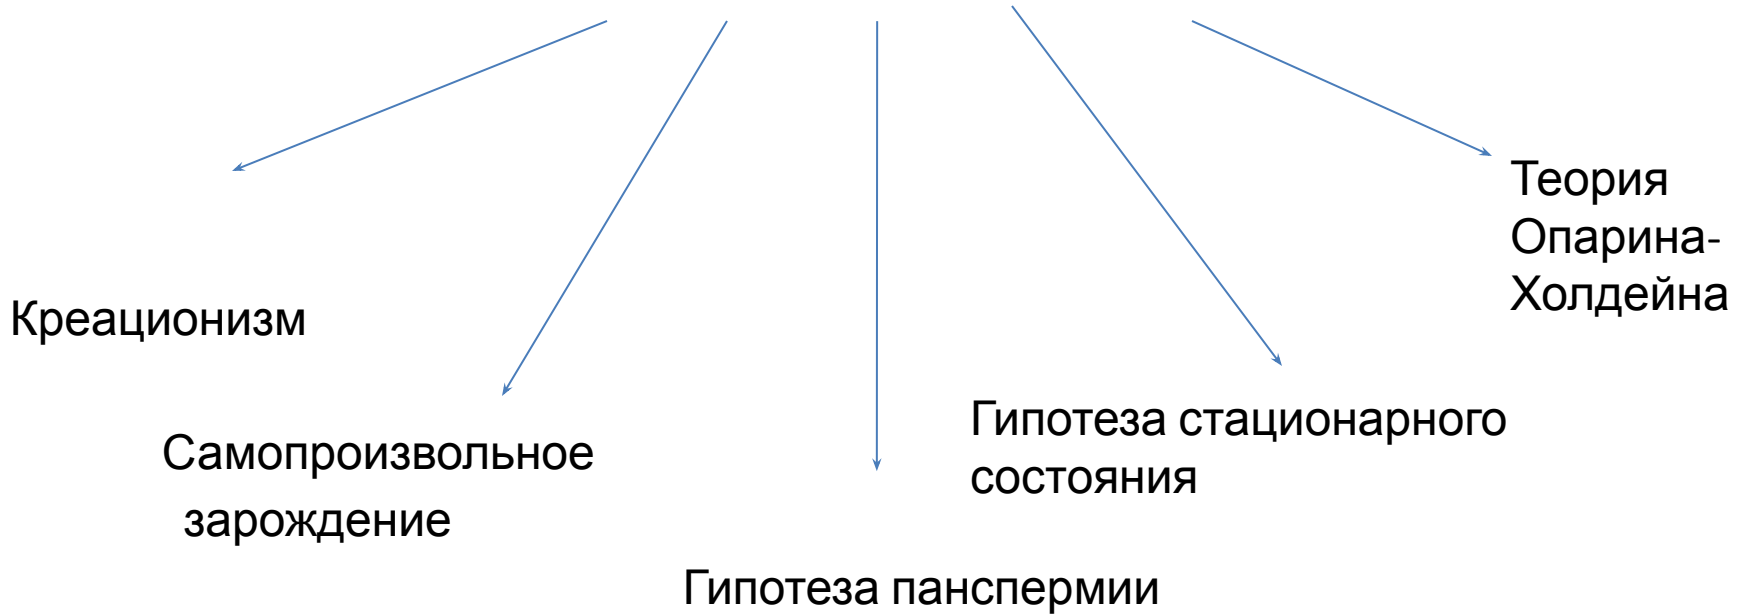 Креационизм
Самопроизвольное
зарождение
Гипотеза панспермии
Гипотеза стационарного
состояния
Теория
Опарина-
Холдейна